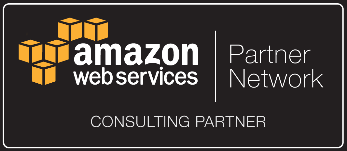 amazon
web services
Partner
Network
CONSULTING PARTNER